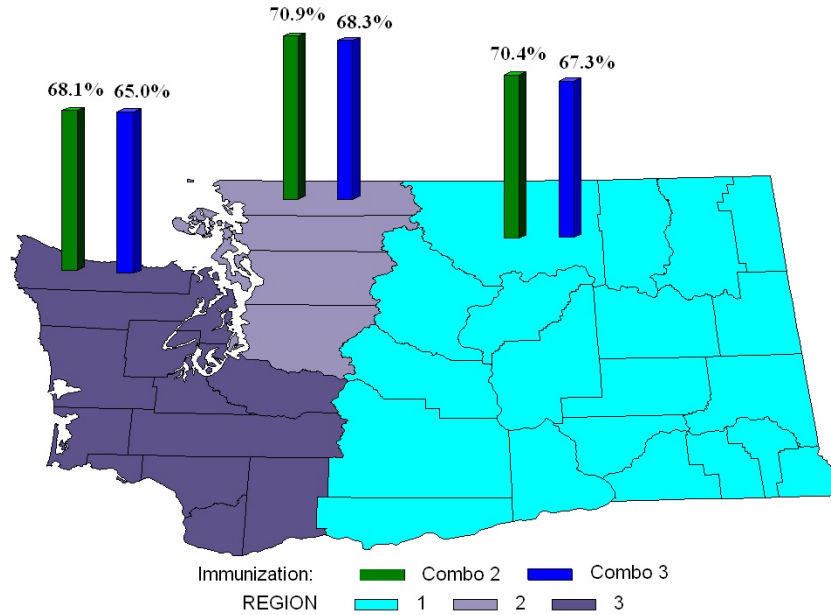 70.9% 68.3%
70.4% 67.3%
68.1% 65.0%
Immunization: Combo 2 Combo 3
REGION 1 2 3